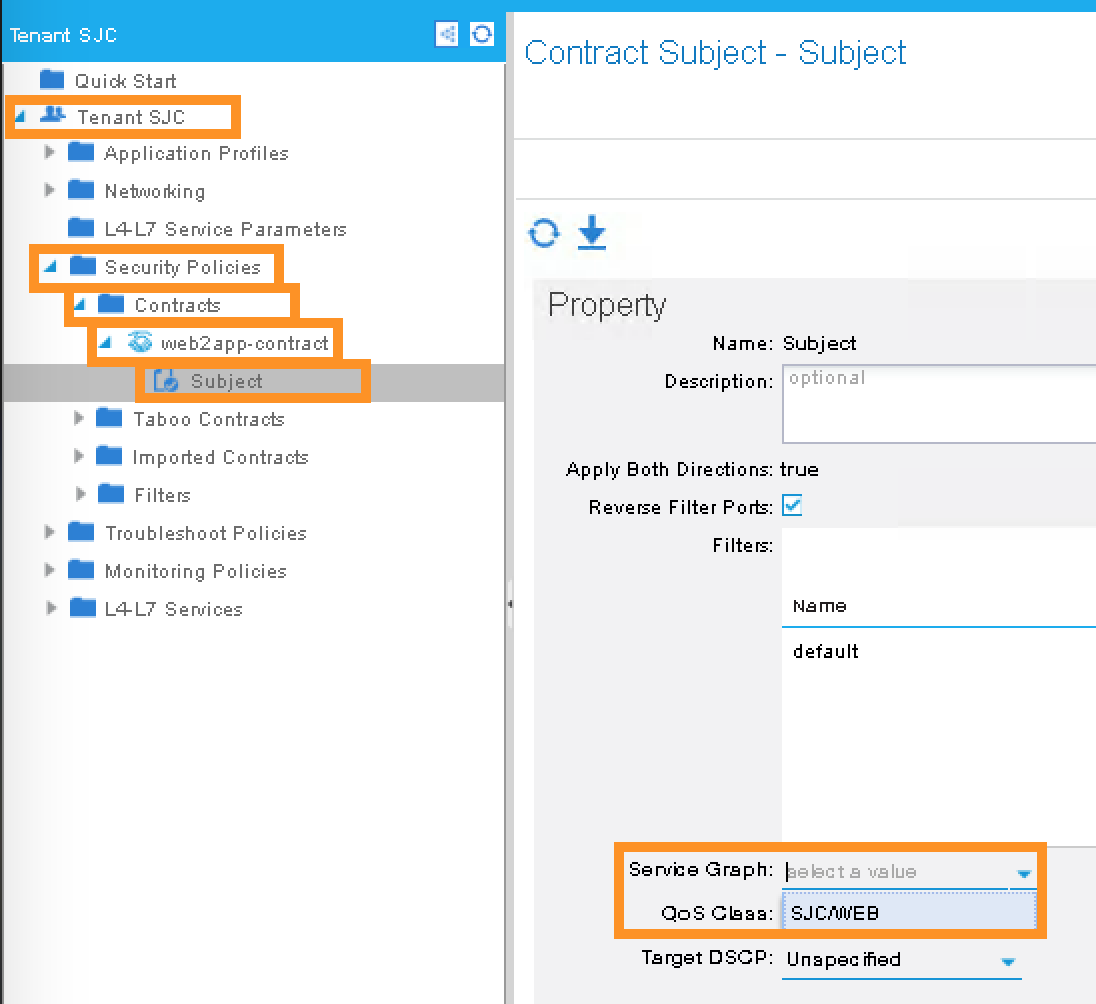 Tenant SJC
Quick Start
Tenant SJC
Application Profiles
Networking
L4-L7 Service Parameters
Security Policies
Contracts
web2app-contract
Subject
Taboo Contracts
Imported Contracts
Filters
Troubleshoot Policies
Monitoring Policies
L4-L7 Services
Contract Subject - Subject
Property
Name: Subject
Description: optional
Apply Both Directions: true
Reverse Filter Ports:
Filters:
Name
default
Service Graph: select a value
QoS Class: SJC/WEB
Target DSCP: Unspecified